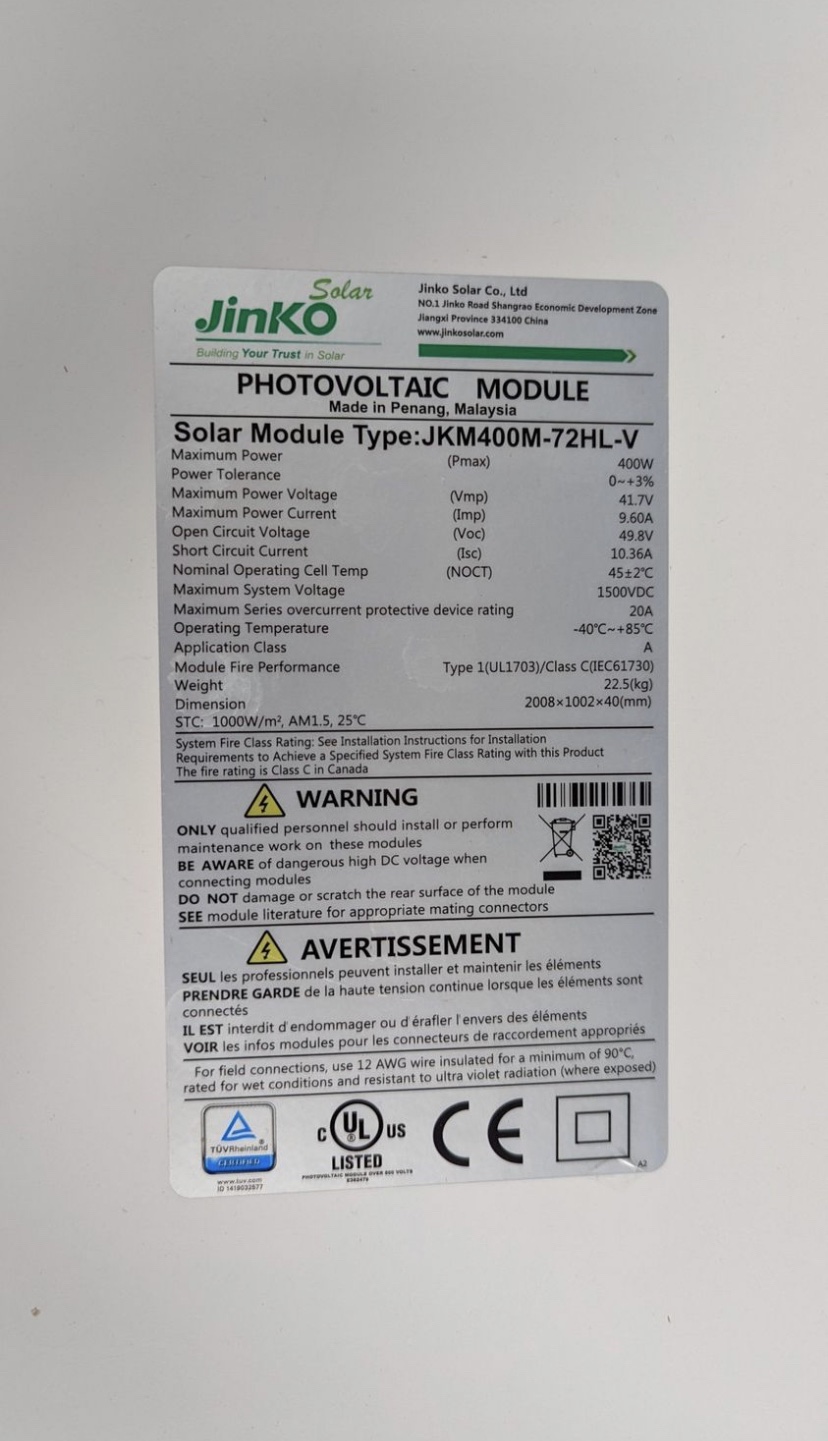 Solar
JinKO
Building Your Trust in Solar
Jinko Solar Co., Ltd
NO.1 Jinko Road Shangrao Economic Development Zone
Jiangxi Province 334100 China
www.jinkosolar.com
PHOTOVOLTAIC MODULE
Made in Penang, Malaysia
Solar Module Type:JKM400M-72HL-V
Maximum Power (Pmax) 400W
Power Tolerance 0~+3%
Maximum Power Voltage (Vmp) 41.7V
Maximum Power Current (Imp) 9.60A
Open Circuit Voltage (Voc) 49.8V
Short Circuit Current (Isc) 10.36A
Nominal Operating Cell Temp (NOCT) 45±2℃
Maximum System Voltage 1500VDC
Maximum Series overcurrent protective device rating 20A
Operating Temperature -40℃~+85℃
Application Class A
Module Fire Performance Type 1(UL1703)/Class C(IEC61730)
Weight 22.5(kg)
Dimension 2008×1002×40(mm)
STC: 1000W/m², AM1.5, 25℃
System Fire Class Rating: See Installation Instructions for Installation
Requirements to Achieve a Specified System Fire Class Rating with this Product
The fire rating is Class C in Canada
WARNING
ONLY qualified personnel should install or perform
maintenance work on these modules
BE AWARE of dangerous high DC voltage when
connecting modules
DO NOT damage or scratch the rear surface of the module
SEE module literature for appropriate mating connectors
AVERTISSEMENT
SEUL les professionnels peuvent installer et maintenir les éléments
PRENDRE GARDE de la haute tension continue lorsque les éléments sont
connectés
IL EST interdit d'endommager ou d'érafler l'envers des éléments
VOIR les infos modules pour les connecteurs de raccordement appropriés
For field connections, use 12 AWG wire insulated for a minimum of 90℃,
rated for wet conditions and resistant to ultra violet radiation (where exposed)
TÜVRheinland®
CERTIFIED
www.tuv.com
ID 1419032577
C UL® US
LISTED
PHOTOVOLTAIC MODULE OVER 600 VOLTS
CE
A2